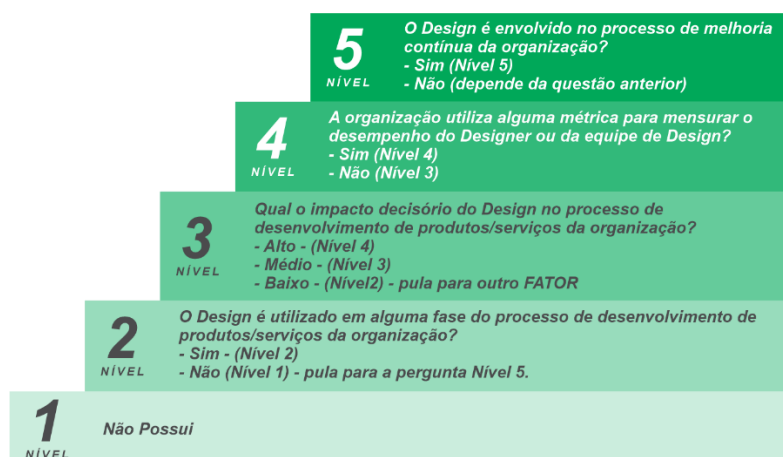 5
NÍVEL
O Design é envolvido no processo de melhoria
contínua da organização?
- Sim (Nível 5)
- Não (depende da questão anterior)
4
NÍVEL
A organização utiliza alguma métrica para mensurar o
desempenho do Designer ou da equipe de Design?
- Sim (Nível 4)
- Não (Nível 3)
3
NÍVEL
Qual o impacto decisório do Design no processo de
desenvolvimento de produtos/serviços da organização?
- Alto - (Nível 4)
- Médio - (Nível 3)
- Baixo - (Nível2) - pula para outro FATOR
2
NÍVEL
O Design é utilizado em alguma fase do processo de desenvolvimento de
produtos/serviços da organização?
- Sim - (Nível 2)
- Não (Nível 1) - pula para a pergunta Nível 5.
1
NÍVEL
Não Possui